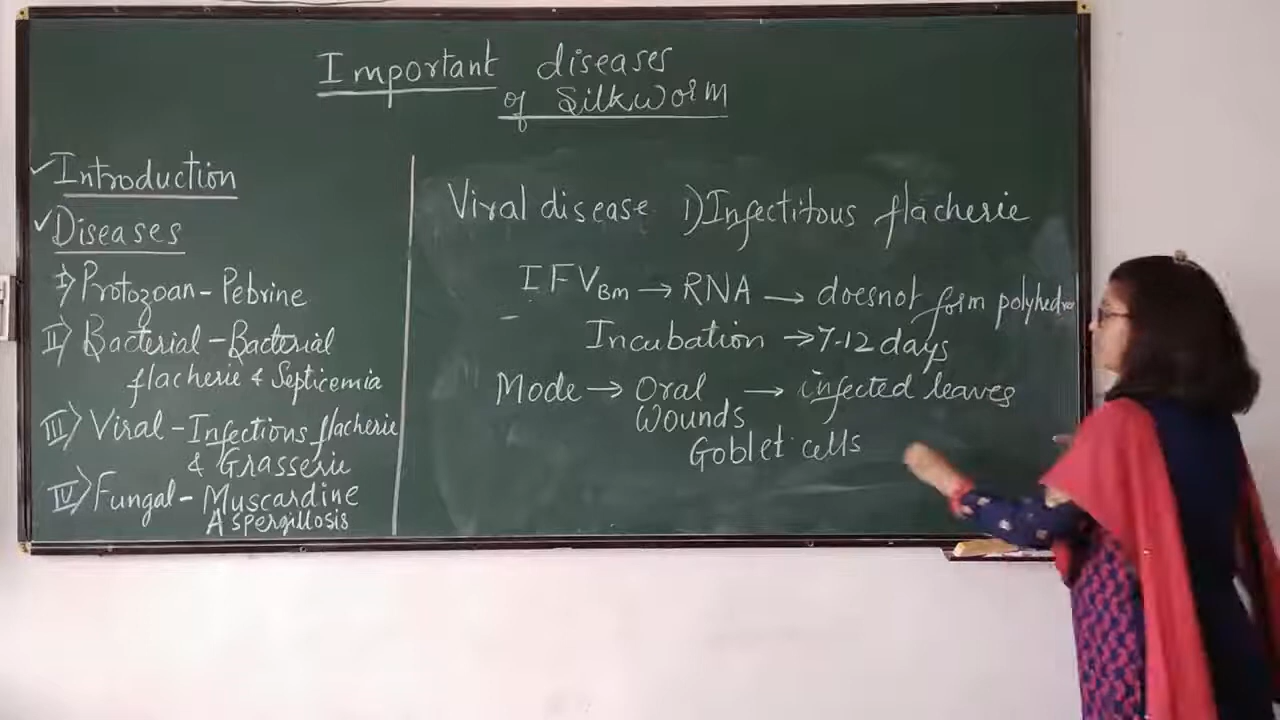 Important diseases
of Silkworm
✓Introduction
✓Diseases
I) Protozoan - Pebrine
II) Bacterial - Bacterial
flacherie & Septicemia
III) Viral - Infections flacherie
& Grasserie
IV) Fungal - Muscardine
Aspergillosis
Viral disease 1) Infectitous flacherie
IFVBm → RNA → doesnot form polyhedra
Incubation → 7-12 days
Mode → Oral → infected leaves
Wounds
Goblet cells